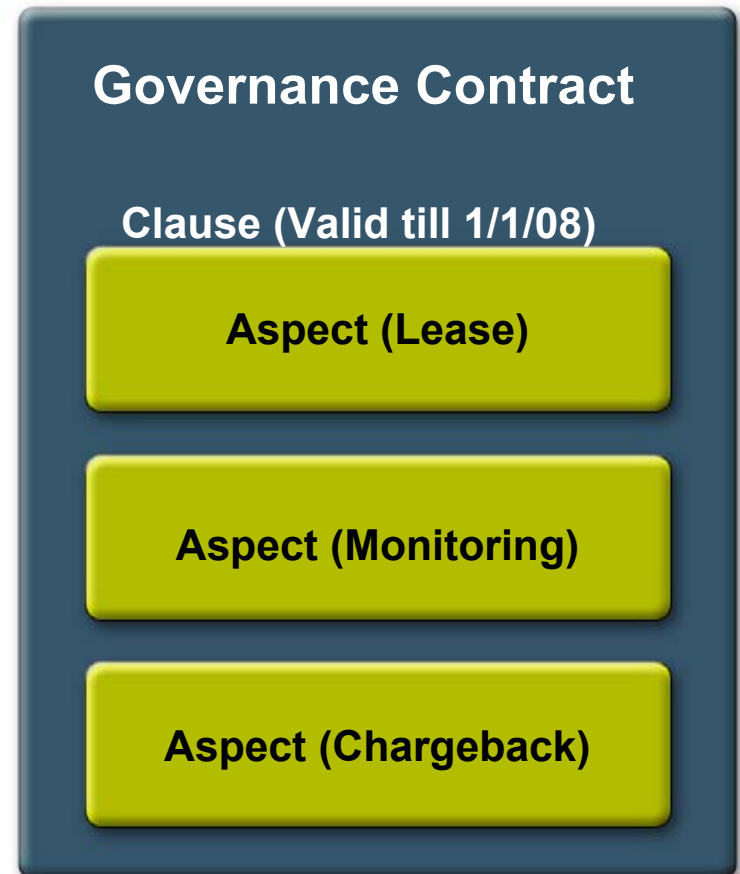 Governance Contract
Clause (Valid till 1/1/08)
Aspect (Lease)
Aspect (Monitoring)
Aspect (Chargeback)